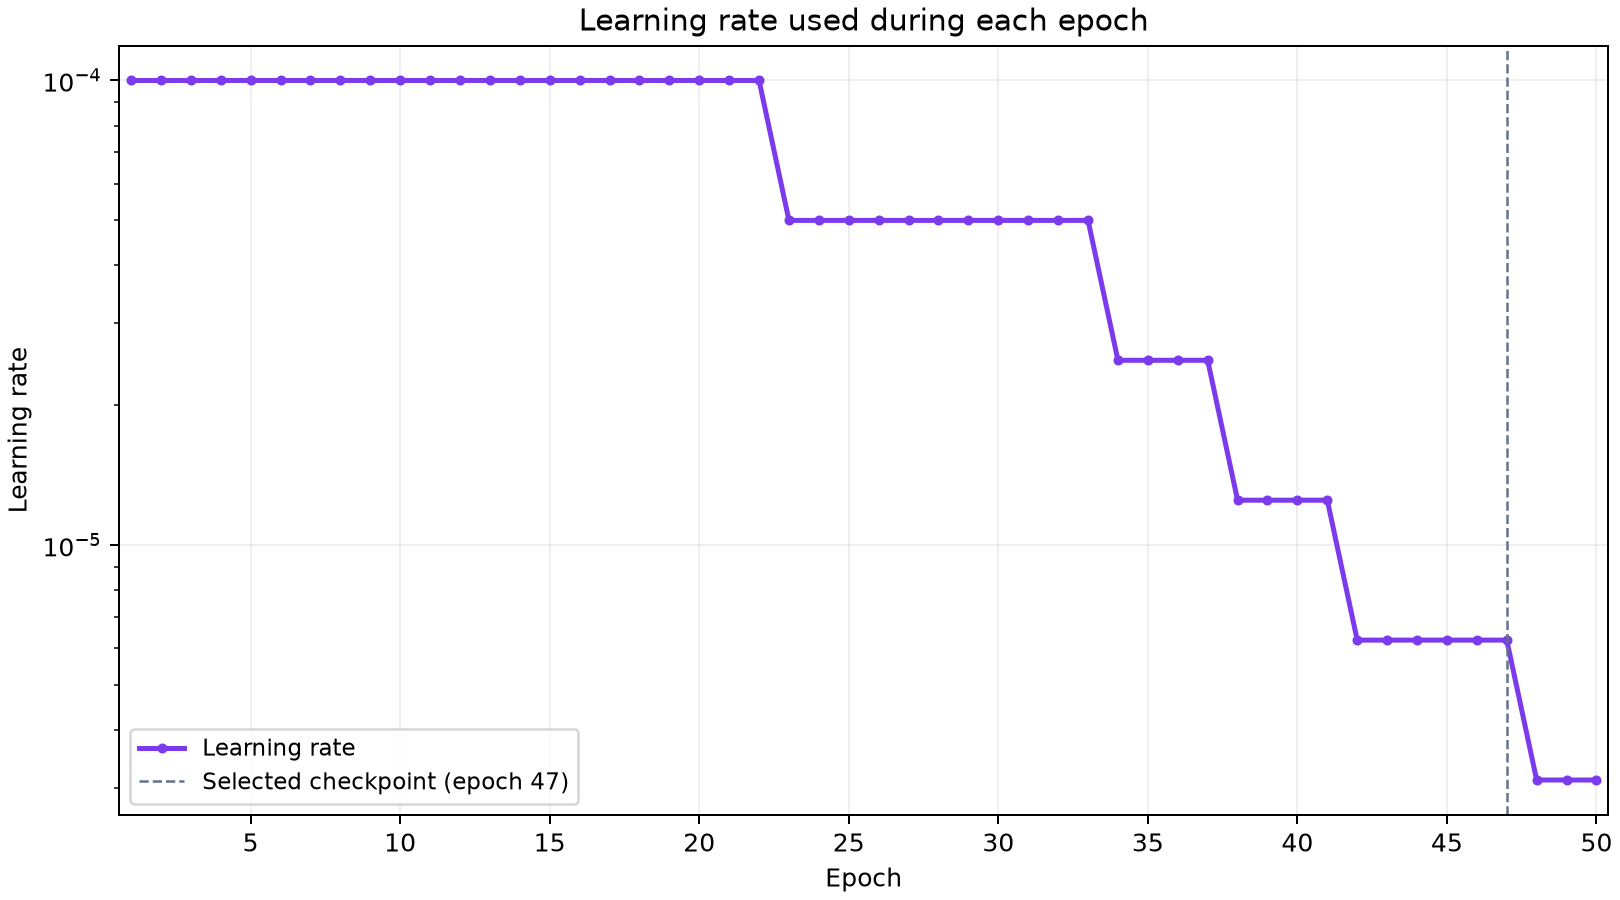 Learning rate used during each epoch
Learning rate
10⁻⁴
10⁻⁵
Learning rate
Selected checkpoint (epoch 47)
5 10 15 20 25 30 35 40 45 50
Epoch